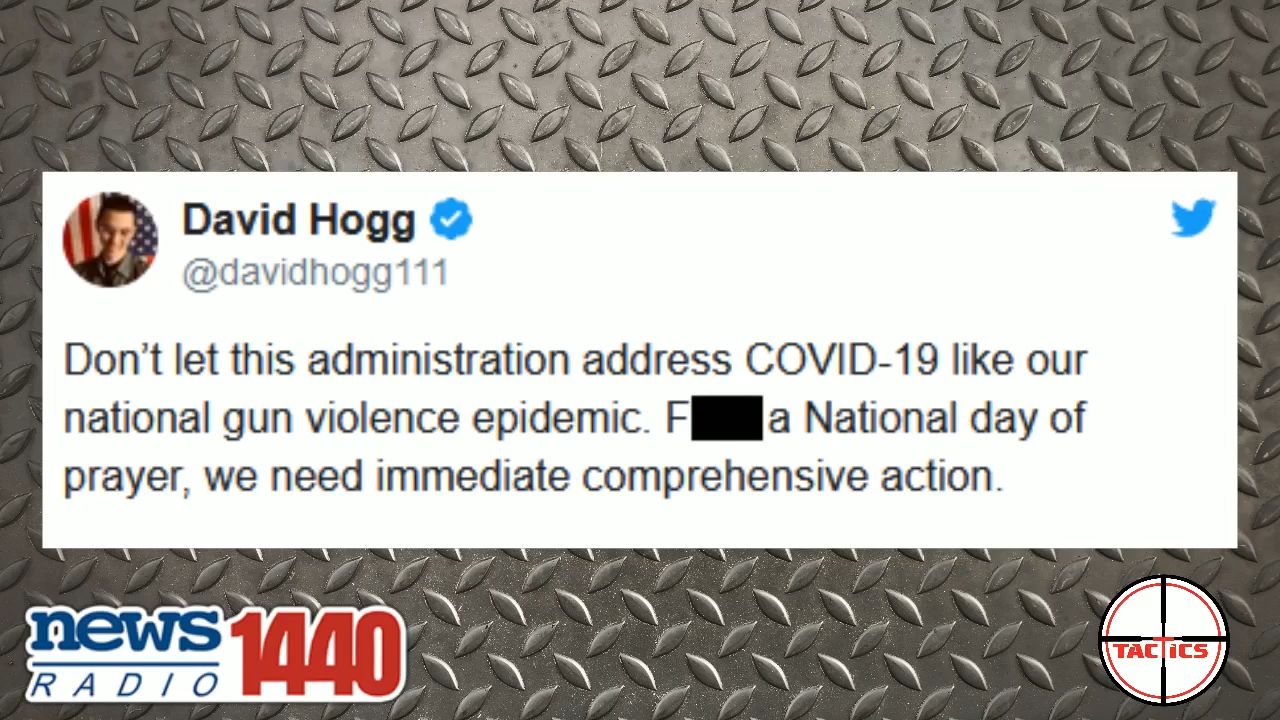 David Hogg
@davidhogg111
Don’t let this administration address COVID-19 like our
national gun violence epidemic. F a National day of
prayer, we need immediate comprehensive action.
news 1440
RADIO
TACTICS